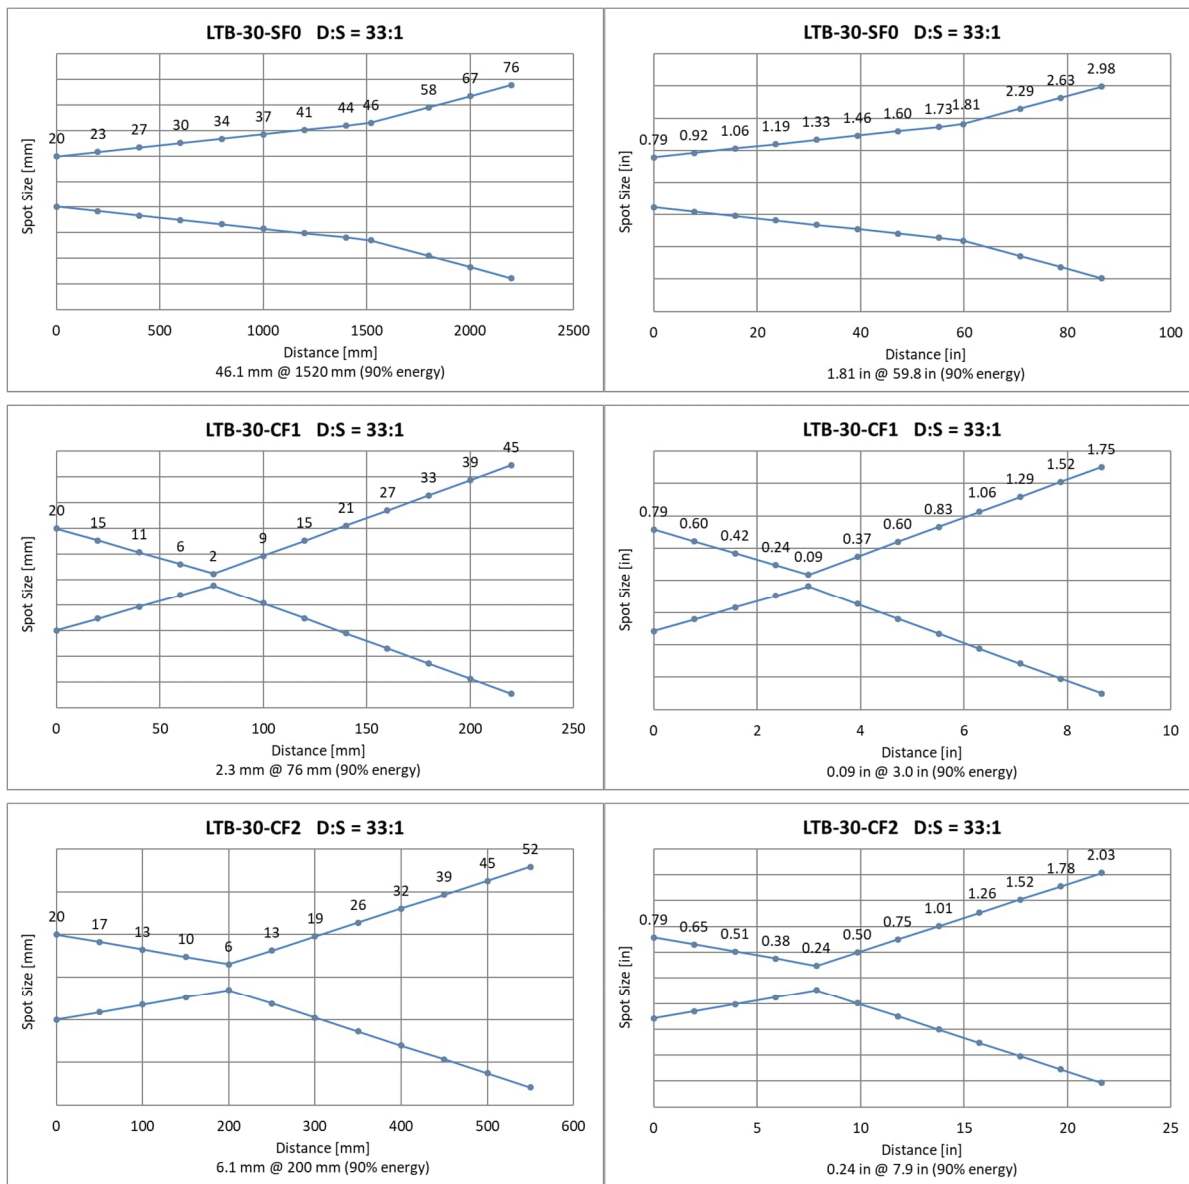 LTB-30-SF0 D:S = 33:1
Spot Size [mm]
20 23 27 30 34 37 41 44 46 58 67 76
0 500 1000 1500 2000 2500
Distance [mm]
46.1 mm @ 1520 mm (90% energy)
LTB-30-SF0 D:S = 33:1
Spot Size [in]
0.79 0.92 1.06 1.19 1.33 1.46 1.60 1.73 1.81 2.29 2.63 2.98
0 20 40 60 80 100
Distance [in]
1.81 in @ 59.8 in (90% energy)
LTB-30-CF1 D:S = 33:1
Spot Size [mm]
20 15 11 6 2 9 15 21 27 33 39 45
0 50 100 150 200 250
Distance [mm]
2.3 mm @ 76 mm (90% energy)
LTB-30-CF1 D:S = 33:1
Spot Size [in]
0.79 0.60 0.42 0.24 0.09 0.37 0.60 0.83 1.06 1.29 1.52 1.75
0 2 4 6 8 10
Distance [in]
0.09 in @ 3.0 in (90% energy)
LTB-30-CF2 D:S = 33:1
Spot Size [mm]
20 17 13 10 6 13 19 26 32 39 45 52
0 100 200 300 400 500 600
Distance [mm]
6.1 mm @ 200 mm (90% energy)
LTB-30-CF2 D:S = 33:1
Spot Size [in]
0.79 0.65 0.51 0.38 0.24 0.50 0.75 1.01 1.26 1.52 1.78 2.03
0 5 10 15 20 25
Distance [in]
0.24 in @ 7.9 in (90% energy)